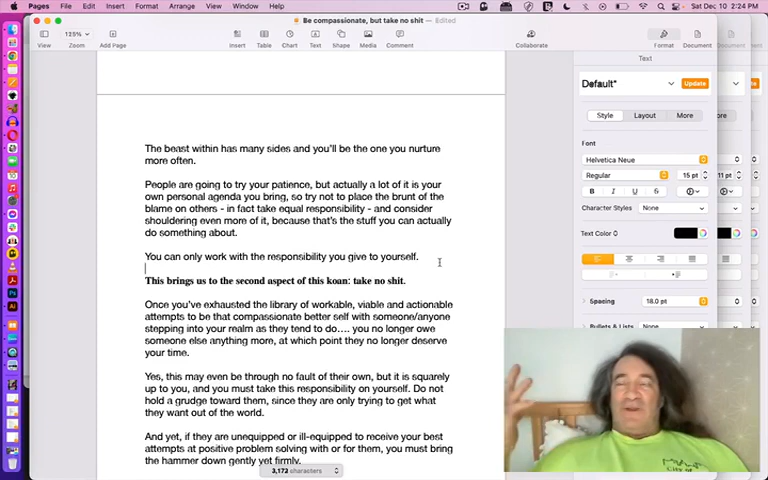 Pages File Edit Insert Format Arrange View Window Help Sat Dec 10 2:24 PM
Be compassionate, but take no shit — Edited
125%
View Zoom Add Page Insert Table Chart Text Shape Media Comment Collaborate Format Document
Text
Default* Update
Style Layout More
Font
Helvetica Neue
Regular 15 pt
B I U S
Character Styles None
Text Color
Spacing 18.0 pt
Bullets & Lists None
11 pt
The beast within has many sides and you'll be the one you nurture
more often.
People are going to try your patience, but actually a lot of it is your
own personal agenda you bring, so try not to place the brunt of the
blame on others - in fact take equal responsibility - and consider
shouldering even more of it, because that's the stuff you can actually
do something about.
You can only work with the responsibility you give to yourself.
This brings us to the second aspect of this koan: take no shit.
Once you've exhausted the library of workable, viable and actionable
attempts to be that compassionate better self with someone/anyone
stepping into your realm as they tend to do.... you no longer owe
someone else anything more, at which point they no longer deserve
your time.
Yes, this may even be through no fault of their own, but it is squarely
up to you, and you must take this responsibility on yourself. Do not
hold a grudge toward them, since they are only trying to get what
they want out of the world.
And yet, if they are unequipped or ill-equipped to receive your best
attempts at positive problem solving with or for them, you must bring
the hammer down gently yet firmly.
3,172 characters
City of